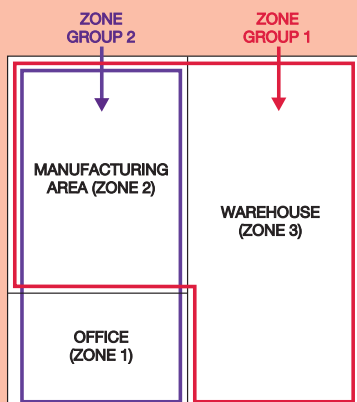 ZONE
GROUP 2
ZONE
GROUP 1
MANUFACTURING
AREA (ZONE 2)
WAREHOUSE
(ZONE 3)
OFFICE
(ZONE 1)